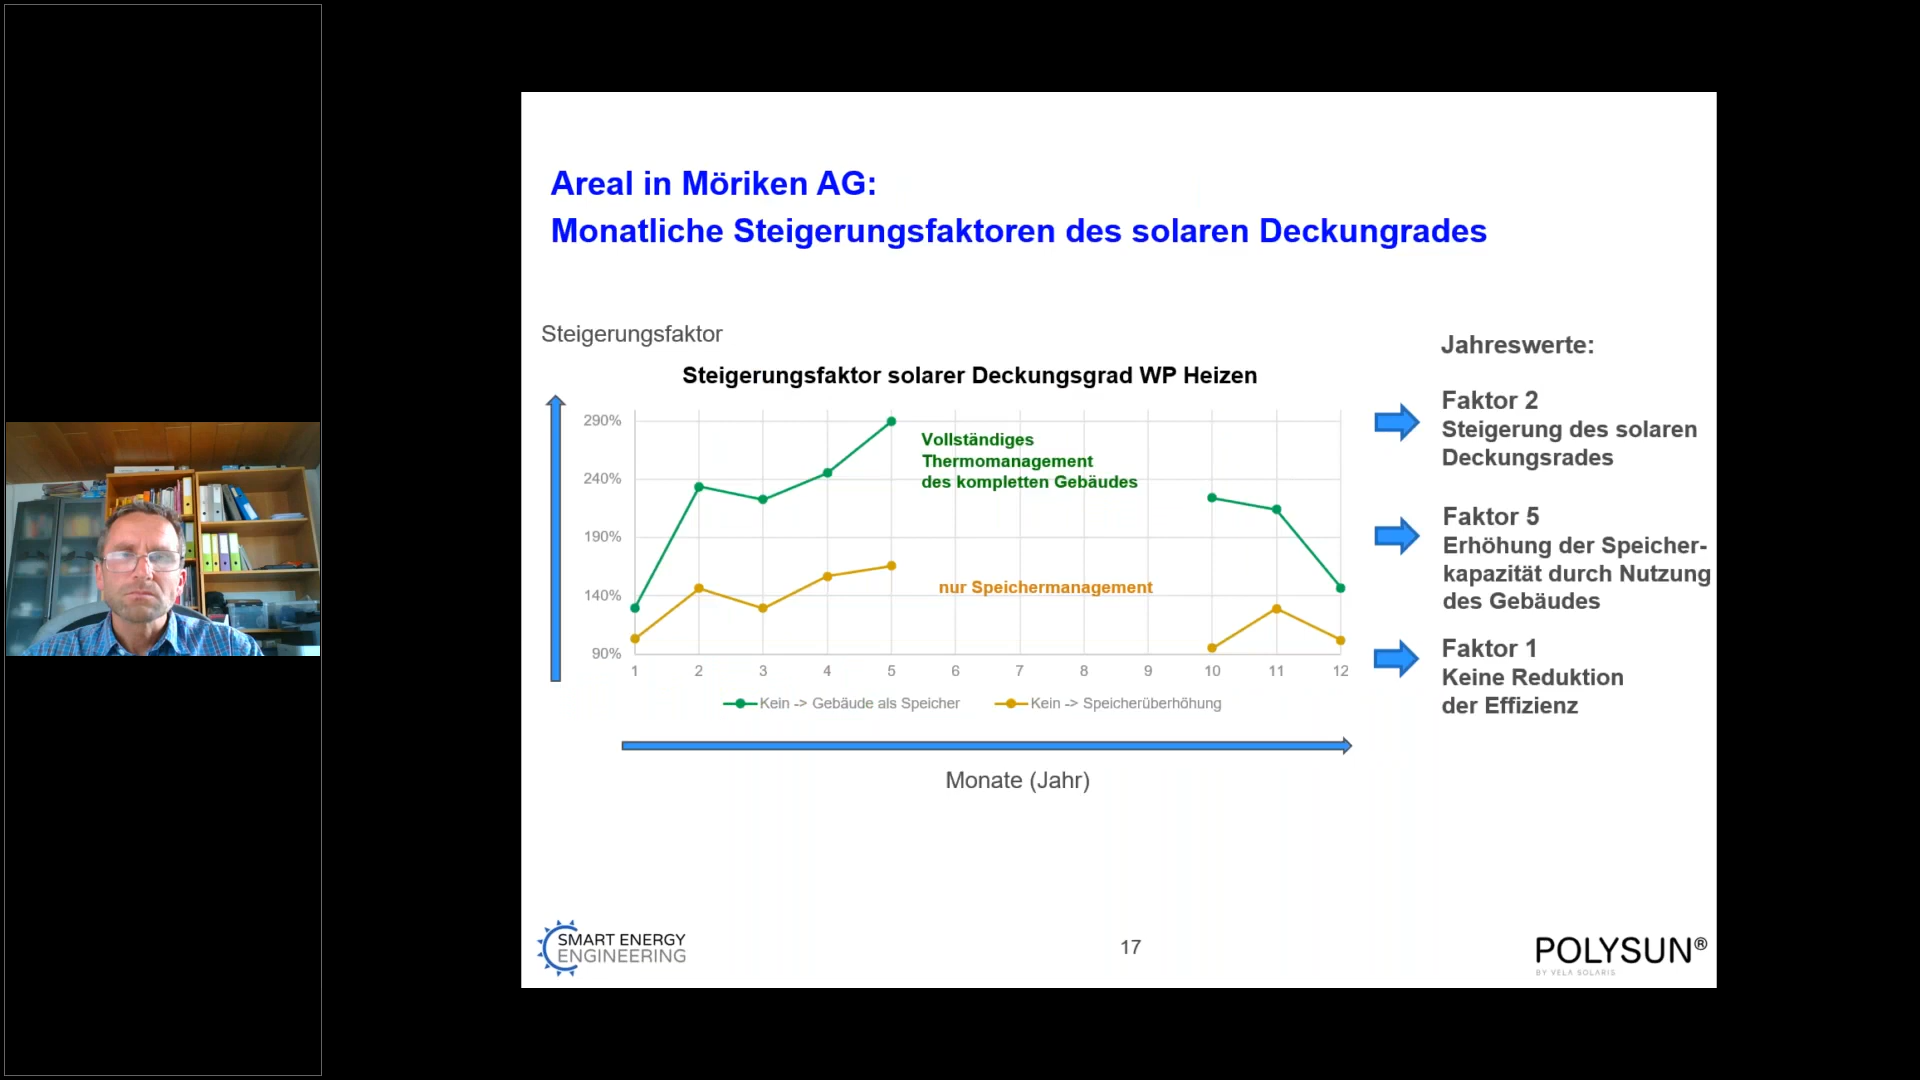 Areal in Möriken AG:
Monatliche Steigerungsfaktoren des solaren Deckungrades
Steigerungsfaktor
Steigerungsfaktor solarer Deckungsgrad WP Heizen
290%
240%
190%
140%
90%
Vollständiges
Thermomanagement
des kompletten Gebäudes
nur Speichermanagement
1 2 3 4 5 6 7 8 9 10 11 12
Kein -> Gebäude als Speicher
Kein -> Speicherüberhöhung
Monate (Jahr)
Jahreswerte:
Faktor 2
Steigerung des solaren
Deckungsrades
Faktor 5
Erhöhung der Speicher-
kapazität durch Nutzung
des Gebäudes
Faktor 1
Keine Reduktion
der Effizienz
SMART ENERGY
ENGINEERING
17
POLYSUN®
BY VELA SOLARIS